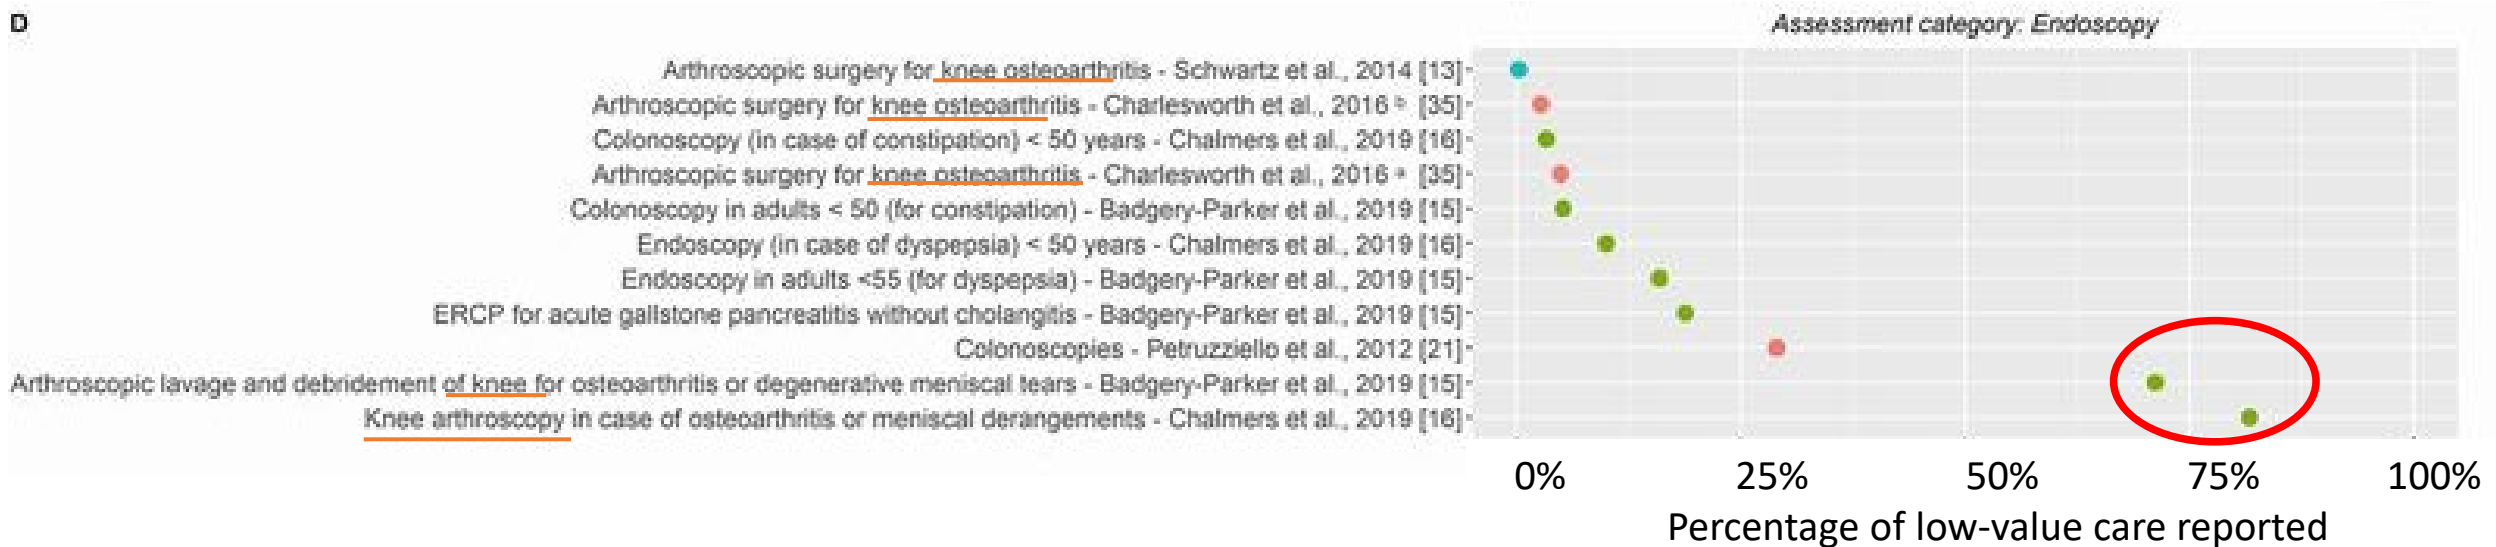 D
Assessment category: Endoscopy
Arthroscopic surgery for knee osteoarthritis - Schwartz et al., 2014 [13]
Arthroscopic surgery for knee osteoarthritis - Charlesworth et al., 2016 ᵇ [35]
Colonoscopy (in case of constipation) < 50 years - Chalmers et al., 2019 [16]
Arthroscopic surgery for knee osteoarthritis - Charlesworth et al., 2016 ᵃ [35]
Colonoscopy in adults < 50 (for constipation) - Badgery-Parker et al., 2019 [15]
Endoscopy (in case of dyspepsia) < 50 years - Chalmers et al., 2019 [16]
Endoscopy in adults <55 (for dyspepsia) - Badgery-Parker et al., 2019 [15]
ERCP for acute gallstone pancreatitis without cholangitis - Badgery-Parker et al., 2019 [15]
Colonoscopies - Petruzziello et al., 2012 [21]
Arthroscopic lavage and debridement of knee for osteoarthritis or degenerative meniscal tears - Badgery-Parker et al., 2019 [15]
Knee arthroscopy in case of osteoarthritis or meniscal derangements - Chalmers et al., 2019 [16]
0% 25% 50% 75% 100%
Percentage of low-value care reported